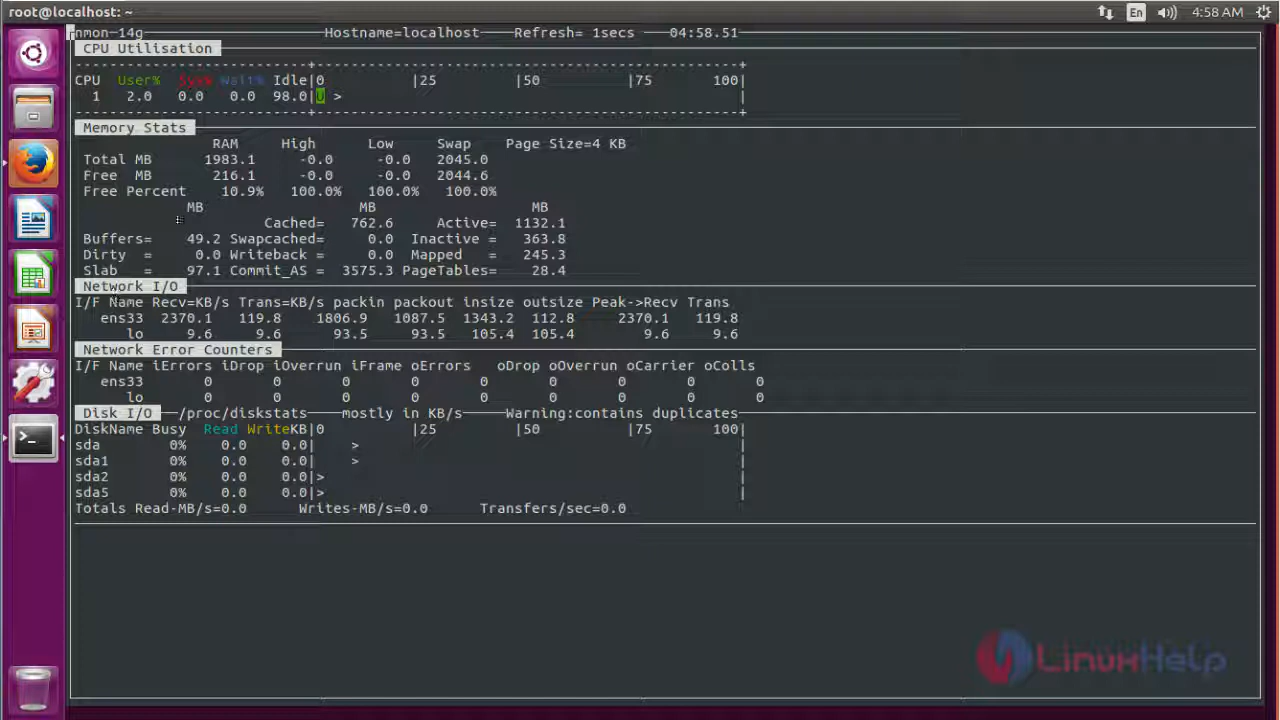 root@localhost: ~
En 4:58 AM
nmon-14g Hostname=localhost Refresh= 1secs 04:58.51
CPU Utilisation
CPU User% Sys% Wait% Idle|0 |25 |50 |75 100|
1 2.0 0.0 0.0 98.0|U > |
Memory Stats
RAM High Low Swap Page Size=4 KB
Total MB 1983.1 -0.0 -0.0 2045.0
Free MB 216.1 -0.0 -0.0 2044.6
Free Percent 10.9% 100.0% 100.0% 100.0%
MB MB MB
Cached= 762.6 Active= 1132.1
Buffers= 49.2 Swapcached= 0.0 Inactive = 363.8
Dirty = 0.0 Writeback = 0.0 Mapped = 245.3
Slab = 97.1 Commit_AS = 3575.3 PageTables= 28.4
Network I/O
I/F Name Recv=KB/s Trans=KB/s packin packout insize outsize Peak->Recv Trans
ens33 2370.1 119.8 1806.9 1087.5 1343.2 112.8 2370.1 119.8
lo 9.6 9.6 93.5 93.5 105.4 105.4 9.6 9.6
Network Error Counters
I/F Name iErrors iDrop iOverrun iFrame oErrors oDrop oOverrun oCarrier oColls
ens33 0 0 0 0 0 0 0 0 0
lo 0 0 0 0 0 0 0 0 0
Disk I/O /proc/diskstats mostly in KB/s Warning:contains duplicates
DiskName Busy Read WriteKB|0 |25 |50 |75 100|
sda 0% 0.0 0.0| > |
sda1 0% 0.0 0.0| > |
sda2 0% 0.0 0.0|> |
sda5 0% 0.0 0.0|> |
Totals Read-MB/s=0.0 Writes-MB/s=0.0 Transfers/sec=0.0
LinuxHelp